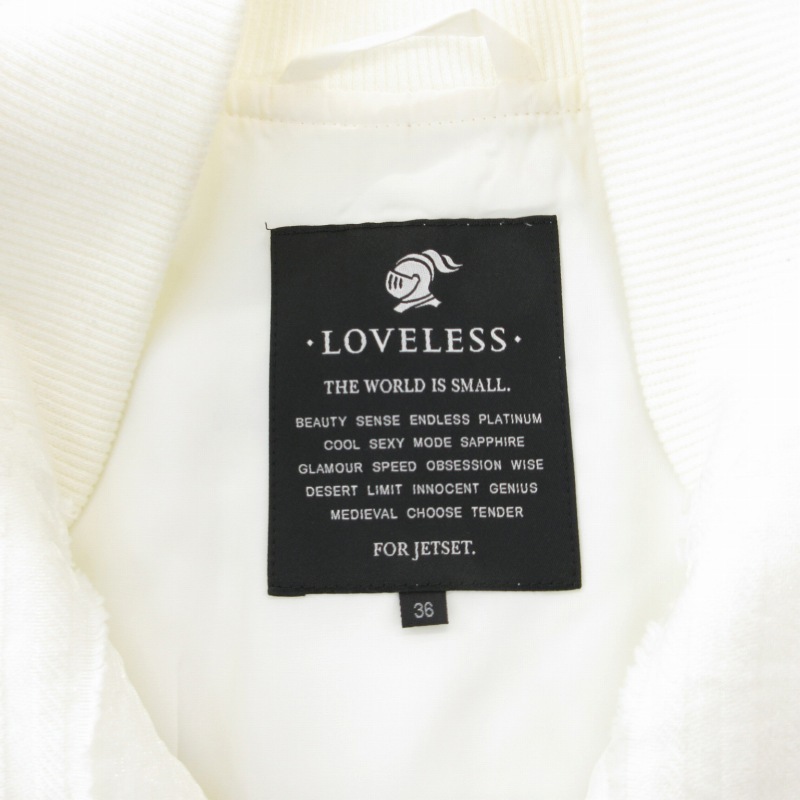 · LOVELESS ·
THE WORLD IS SMALL.
BEAUTY SENSE ENDLESS PLATINUM
COOL SEXY MODE SAPPHIRE
GLAMOUR SPEED OBSESSION WISE
DESERT LIMIT INNOCENT GENIUS
MEDIEVAL CHOOSE TENDER
FOR JETSET.
36